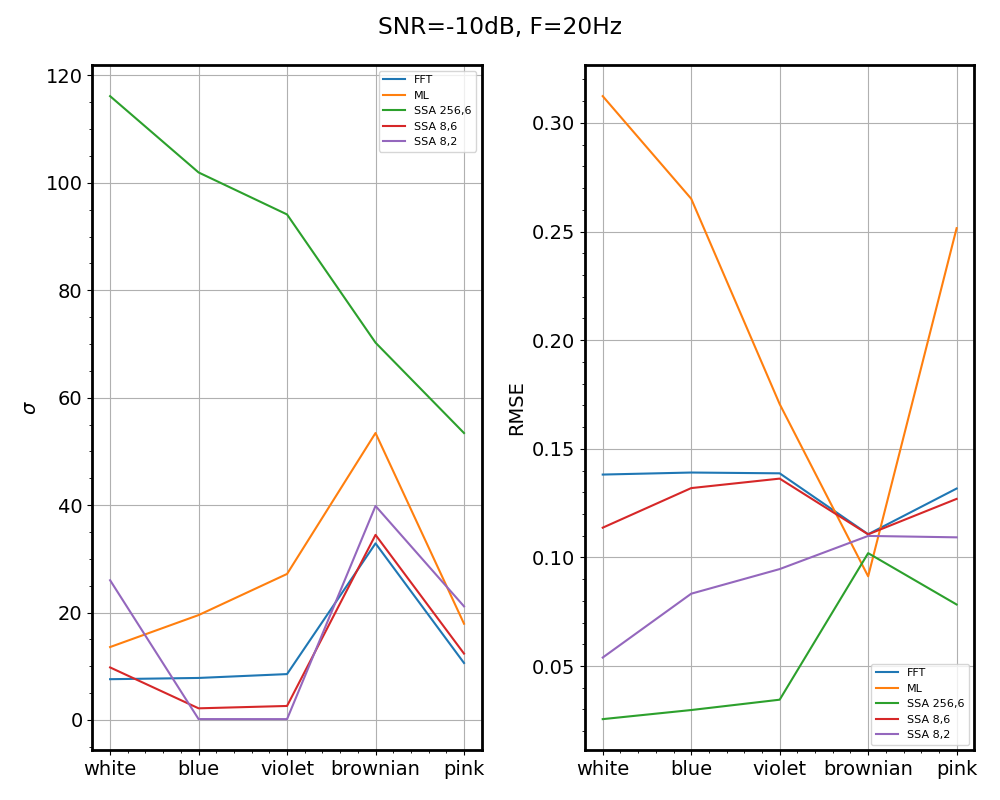 SNR=-10dB, F=20Hz
120
100
80
60
40
20
0
σ
white blue violet brownian pink
FFT
ML
SSA 256,6
SSA 8,6
SSA 8,2
0.30
0.25
0.20
0.15
0.10
0.05
RMSE
white blue violet brownian pink
FFT
ML
SSA 256,6
SSA 8,6
SSA 8,2